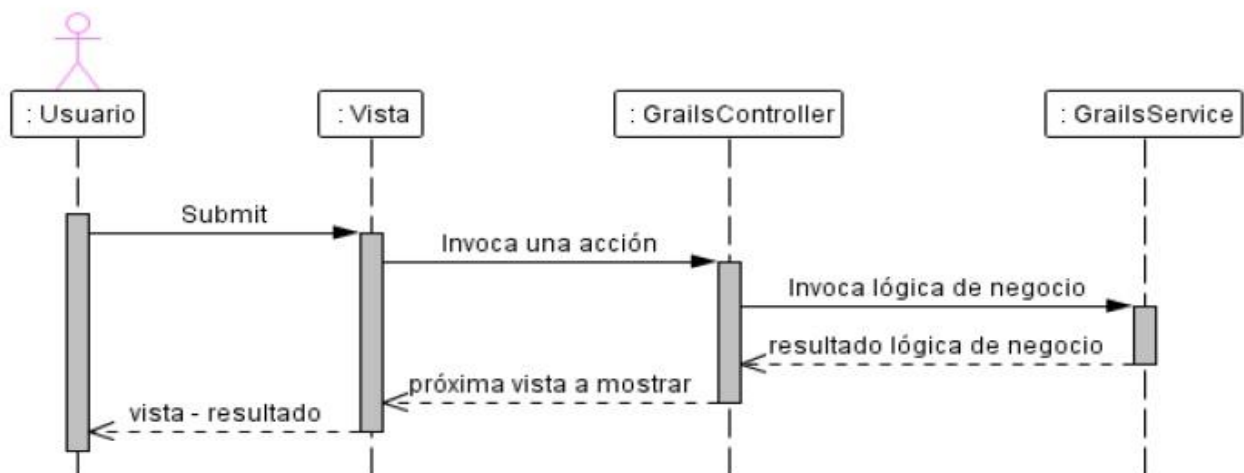 : Usuario
: Vista
: GrailsController
: GrailsService
Submit
Invoca una acción
Invoca lógica de negocio
resultado lógica de negocio
próxima vista a mostrar
vista - resultado